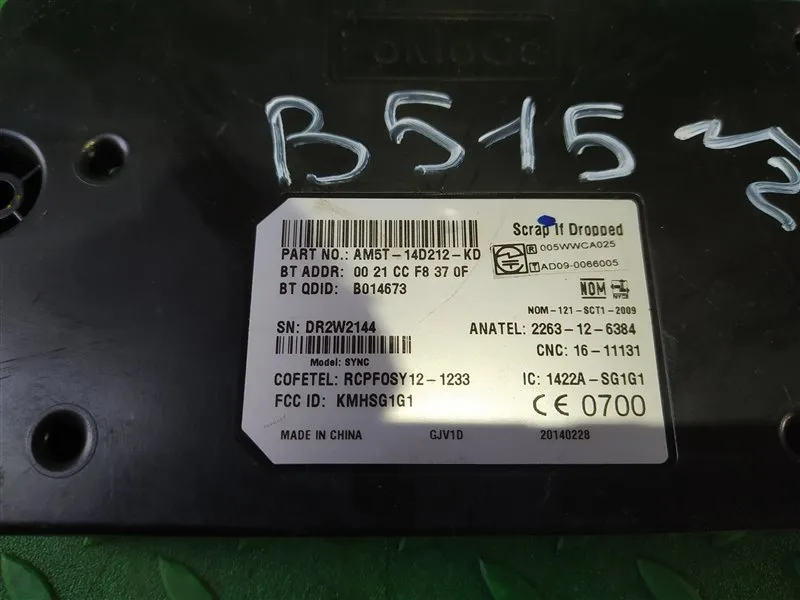 B515
Scrap If Dropped
PART NO.: AM5T-14D212-KD
R 005WWCA025
BT ADDR: 00 21 CC F8 37 0F
T AD09-0066005
BT QDID: B014673
NOM
NOM-121-SCT1-2009
SN: DR2W2144
ANATEL: 2263-12-6384
CNC: 16-11131
Model: SYNC
COFETEL: RCPFOSY12-1233
IC: 1422A-SG1G1
FCC ID: KMHSG1G1
CE 0700
MADE IN CHINA
GJV1D
20140228